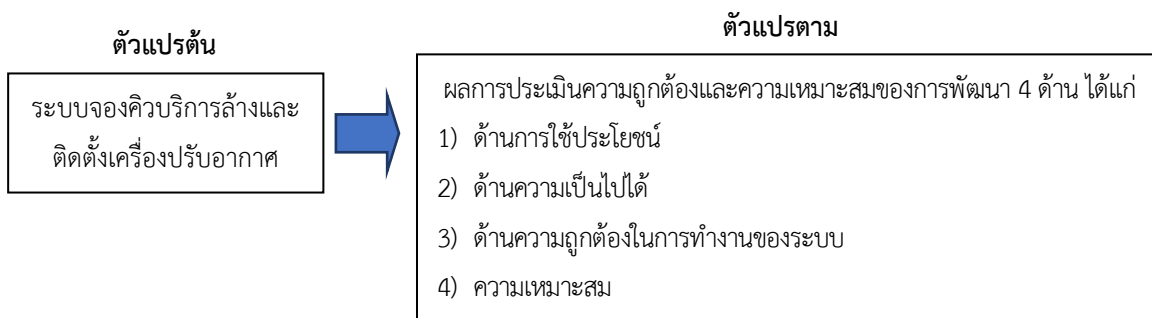 ตัวแปรต้น
ระบบจองคิวบริการล้างและ
ติดตั้งเครื่องปรับอากาศ
ตัวแปรตาม
ผลการประเมินความถูกต้องและความเหมาะสมของการพัฒนา 4 ด้าน ได้แก่
1) ด้านการใช้ประโยชน์
2) ด้านความเป็นไปได้
3) ด้านความถูกต้องในการทำงานของระบบ
4) ความเหมาะสม